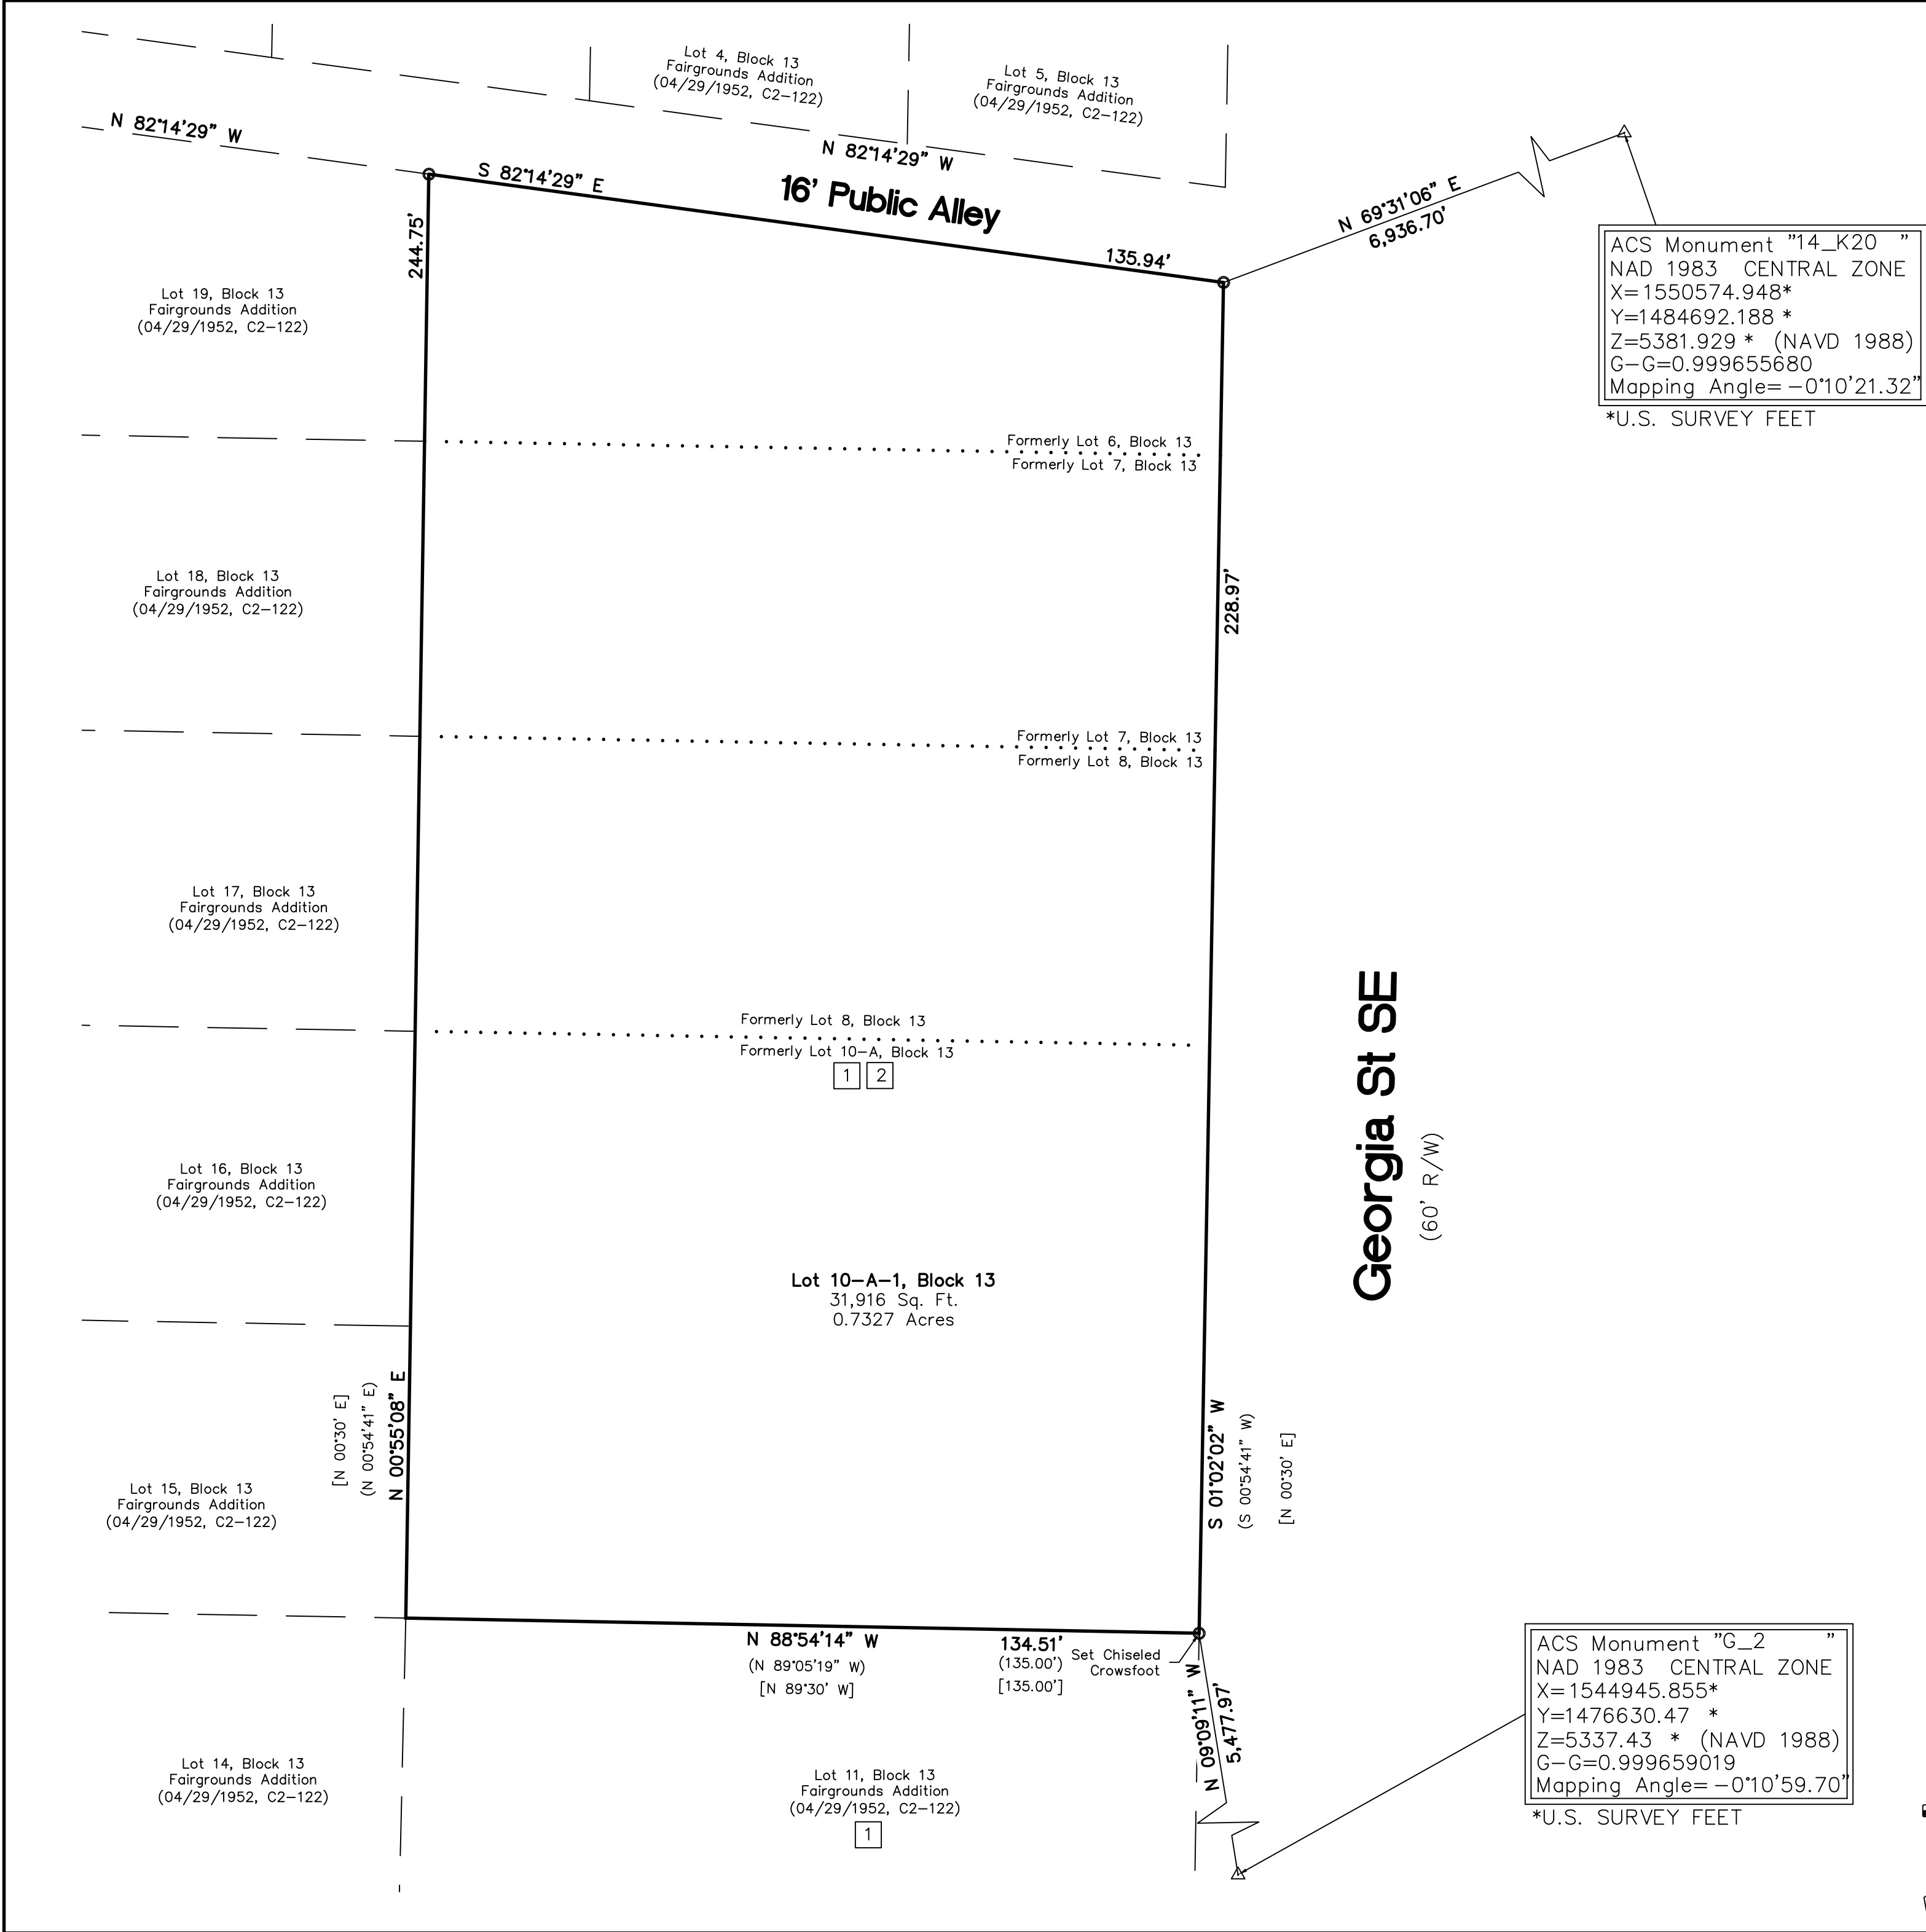 Lot 4, Block 13
Fairgrounds Addition
(04/29/1952, C2-122)
Lot 5, Block 13
Fairgrounds Addition
(04/29/1952, C2-122)
N 82°14'29" W
N 82°14'29" W
S 82°14'29" E
16' Public Alley
135.94'
244.75'
N 69°31'06" E
6,936.70'
ACS Monument "14_K20 "
NAD 1983 CENTRAL ZONE
X=1550574.948*
Y=1484692.188 *
Z=5381.929 * (NAVD 1988)
G-G=0.999655680
Mapping Angle= -0°10'21.32"
*U.S. SURVEY FEET
Lot 19, Block 13
Fairgrounds Addition
(04/29/1952, C2-122)
Formerly Lot 6, Block 13
Formerly Lot 7, Block 13
Lot 18, Block 13
Fairgrounds Addition
(04/29/1952, C2-122)
228.97'
Formerly Lot 7, Block 13
Formerly Lot 8, Block 13
Lot 17, Block 13
Fairgrounds Addition
(04/29/1952, C2-122)
Formerly Lot 8, Block 13
Formerly Lot 10-A, Block 13
1 2
Georgia St SE
(60' R/W)
Lot 16, Block 13
Fairgrounds Addition
(04/29/1952, C2-122)
Lot 10-A-1, Block 13
31,916 Sq. Ft.
0.7327 Acres
[N 00°30' E]
(N 00°54'41" E)
N 00°55'08" E
S 01°02'02" W
(S 00°54'41" W)
[N 00°30' E]
Lot 15, Block 13
Fairgrounds Addition
(04/29/1952, C2-122)
N 88°54'14" W
(N 89°05'19" W)
[N 89°30' W]
134.51'
(135.00')
[135.00']
Set Chiseled
Crowsfoot
N 09°09'11" W
5,477.97'
ACS Monument "G_2 "
NAD 1983 CENTRAL ZONE
X=1544945.855*
Y=1476630.47 *
Z=5337.43 * (NAVD 1988)
G-G=0.999659019
Mapping Angle= -0°10'59.70"
*U.S. SURVEY FEET
Lot 14, Block 13
Fairgrounds Addition
(04/29/1952, C2-122)
Lot 11, Block 13
Fairgrounds Addition
(04/29/1952, C2-122)
1